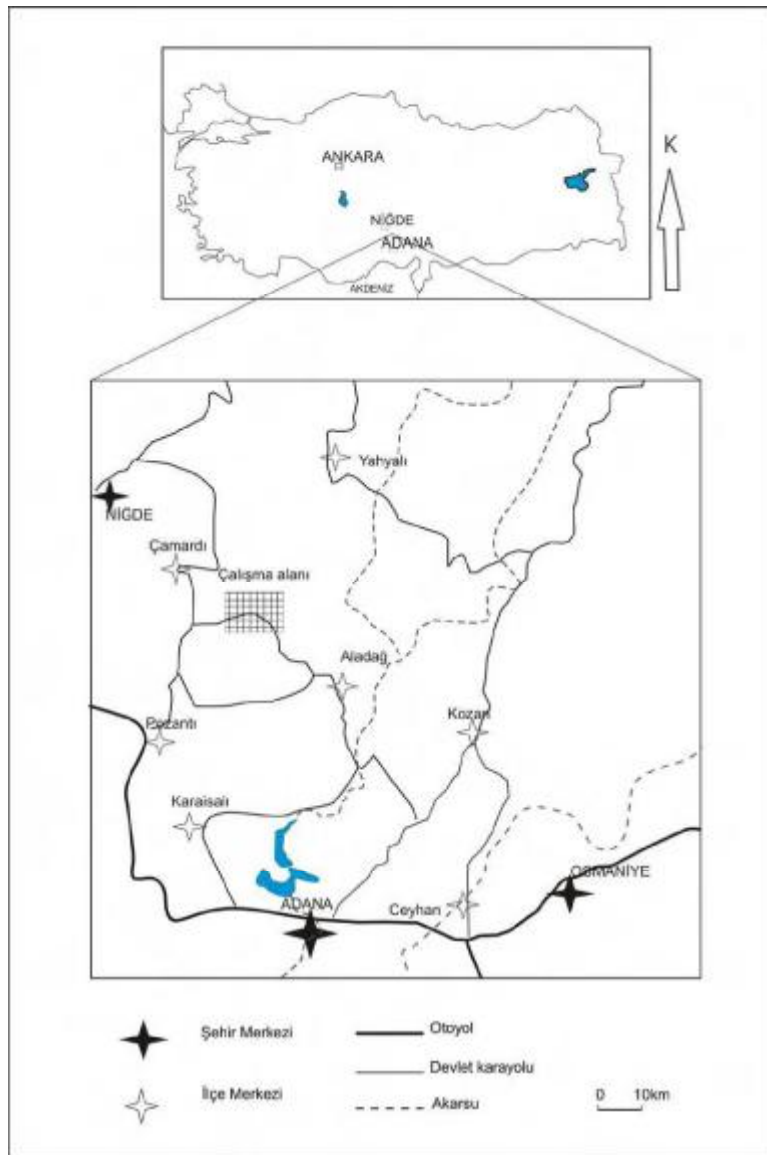 ANKARA
K
NİĞDE
ADANA
AKDENİZ
Yahyalı
NİĞDE
Çamardı
Çalışma alanı
Aladağ
Kozan
Pozantı
Karaisalı
OSMANİYE
ADANA
Ceyhan
Şehir Merkezi
Otoyol
Devlet karayolu
İlçe Merkezi
Akarsu
0 10km